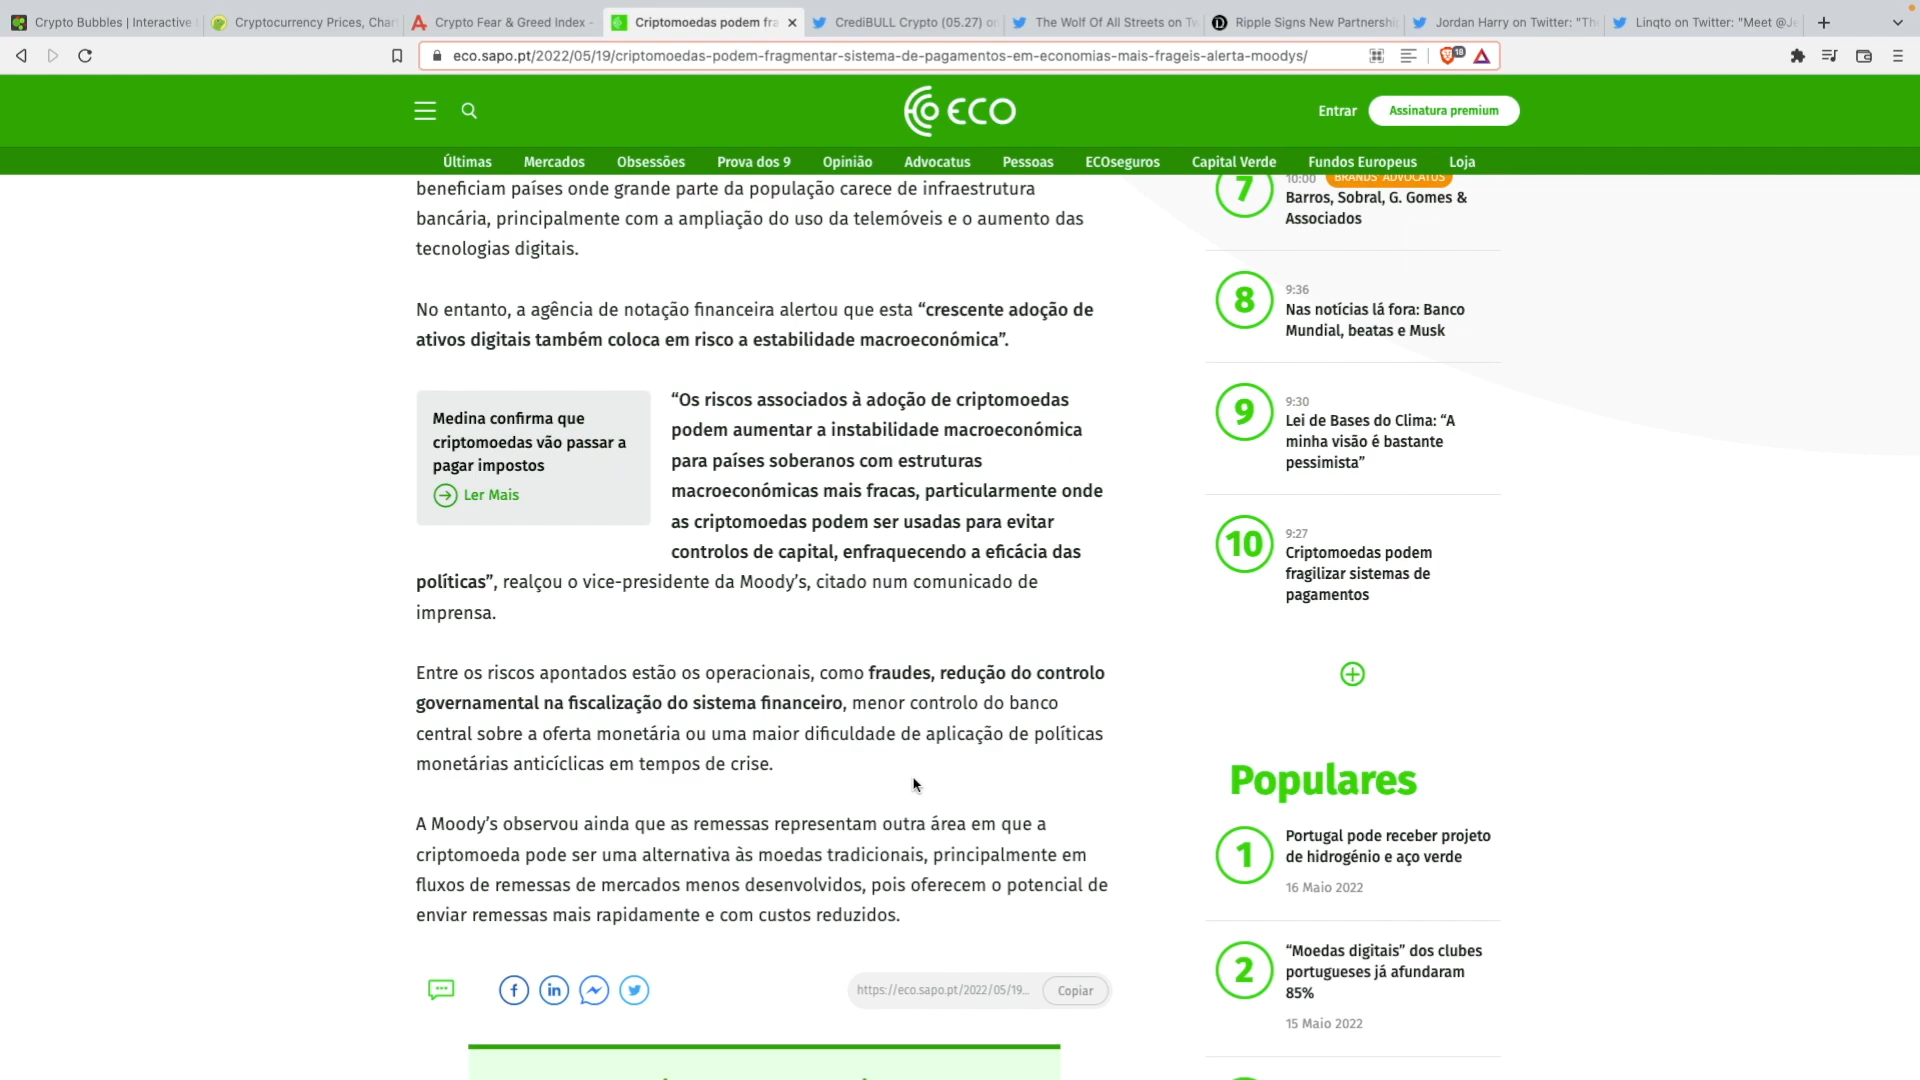 Crypto Bubbles | Interactive
Cryptocurrency Prices, Char
Crypto Fear & Greed Index -
Criptomoedas podem fra
CrediBULL Crypto (05.27) o
The Wolf Of All Streets on Tw
Ripple Signs New Partnershi
Jordan Harry on Twitter: "The
Linqto on Twitter: "Meet @Je
eco.sapo.pt/2022/05/19/criptomoedas-podem-fragmentar-sistema-de-pagamentos-em-economias-mais-frageis-alerta-moodys/
18
ECO
Entrar
Assinatura premium
Últimas
Mercados
Obsessões
Prova dos 9
Opinião
Advocatus
Pessoas
ECOseguros
Capital Verde
Fundos Europeus
Loja
beneficiam países onde grande parte da população carece de infraestrutura
bancária, principalmente com a ampliação do uso da telemóveis e o aumento das
tecnologias digitais.
No entanto, a agência de notação financeira alertou que esta “crescente adoção de
ativos digitais também coloca em risco a estabilidade macroeconómica”.
Medina confirma que
criptomoedas vão passar a
pagar impostos
Ler Mais
“Os riscos associados à adoção de criptomoedas
podem aumentar a instabilidade macroeconómica
para países soberanos com estruturas
macroeconómicas mais fracas, particularmente onde
as criptomoedas podem ser usadas para evitar
controlos de capital, enfraquecendo a eficácia das
políticas”, realçou o vice-presidente da Moody’s, citado num comunicado de
imprensa.
Entre os riscos apontados estão os operacionais, como fraudes, redução do controlo
governamental na fiscalização do sistema financeiro, menor controlo do banco
central sobre a oferta monetária ou uma maior dificuldade de aplicação de políticas
monetárias anticíclicas em tempos de crise.
A Moody’s observou ainda que as remessas representam outra área em que a
criptomoeda pode ser uma alternativa às moedas tradicionais, principalmente em
fluxos de remessas de mercados menos desenvolvidos, pois oferecem o potencial de
enviar remessas mais rapidamente e com custos reduzidos.
https://eco.sapo.pt/2022/05/19...
Copiar
7
10:00
BRANDS' ADVOCATUS
Barros, Sobral, G. Gomes &
Associados
8
9:36
Nas notícias lá fora: Banco
Mundial, beatas e Musk
9
9:30
Lei de Bases do Clima: “A
minha visão é bastante
pessimista”
10
9:27
Criptomoedas podem
fragilizar sistemas de
pagamentos
Populares
1
Portugal pode receber projeto
de hidrogénio e aço verde
16 Maio 2022
2
“Moedas digitais” dos clubes
portugueses já afundaram
85%
15 Maio 2022